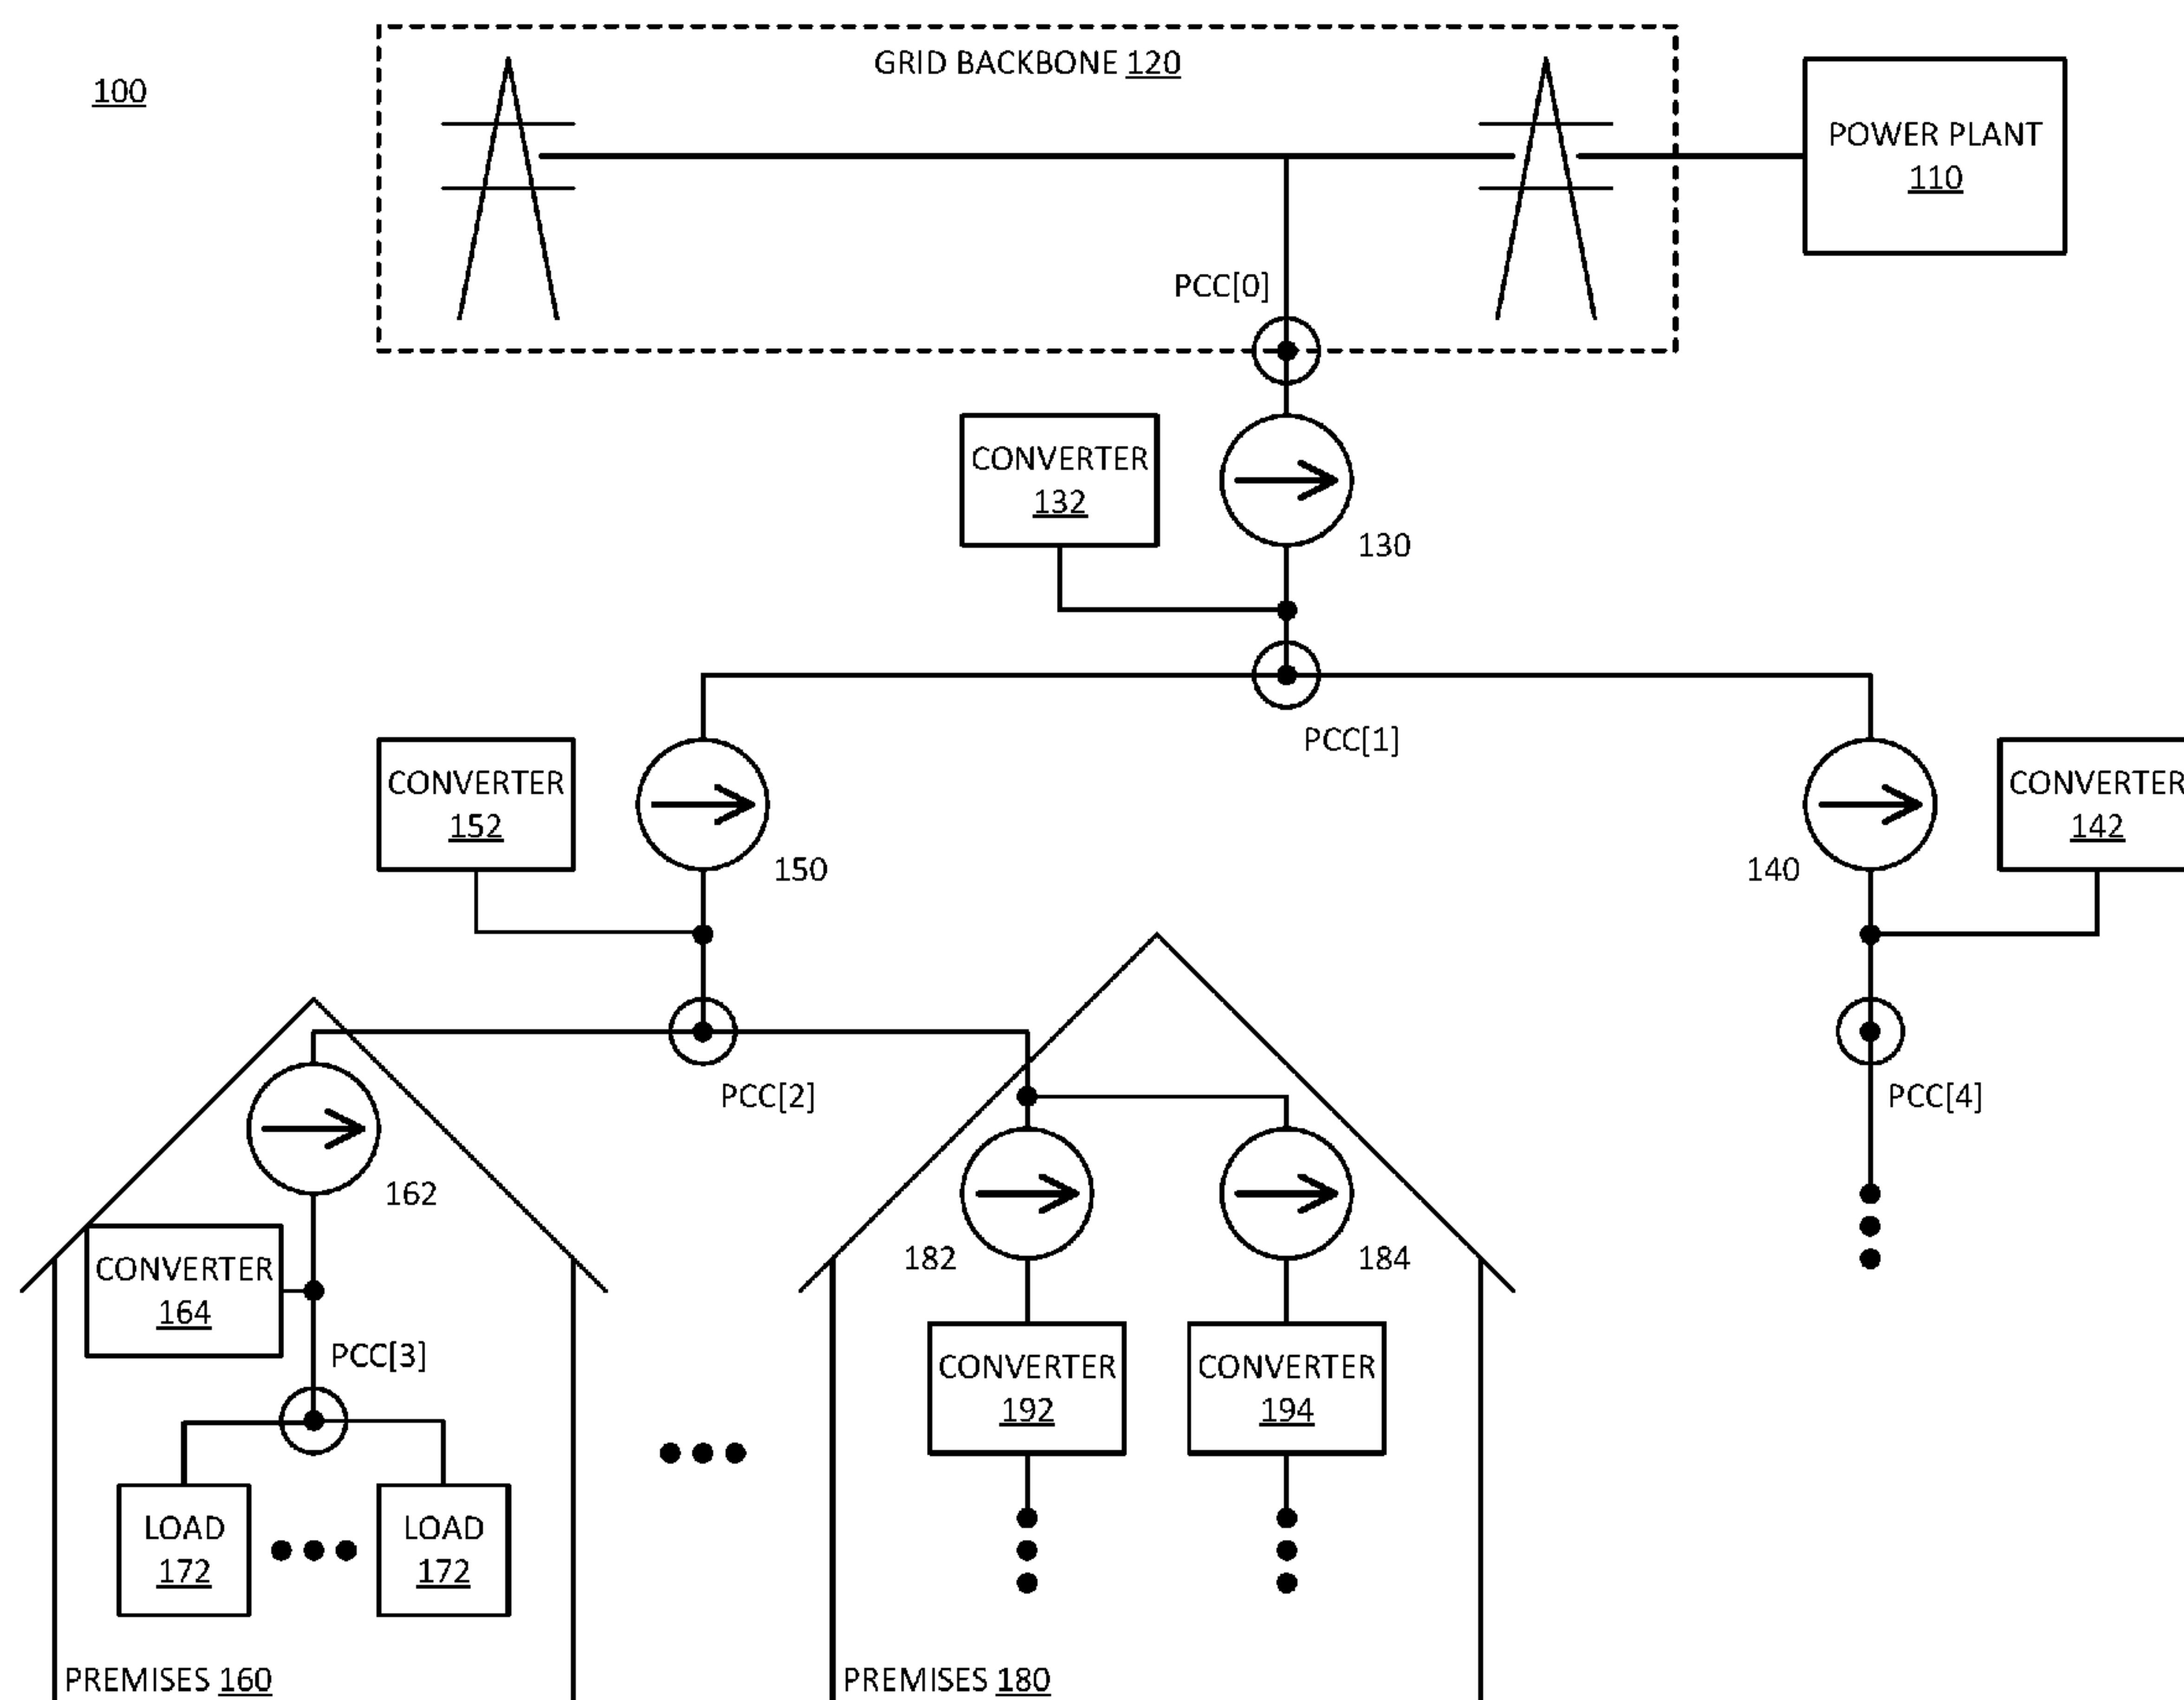 GRID BACKBONE 120
100
POWER PLANT
110
PCC[0]
CONVERTER
132
130
PCC[1]
CONVERTER
152
150
CONVERTER
142
140
PCC[2]
PCC[4]
162
182
184
CONVERTER
164
PCC[3]
CONVERTER
192
CONVERTER
194
LOAD
172
LOAD
172
PREMISES 160
PREMISES 180